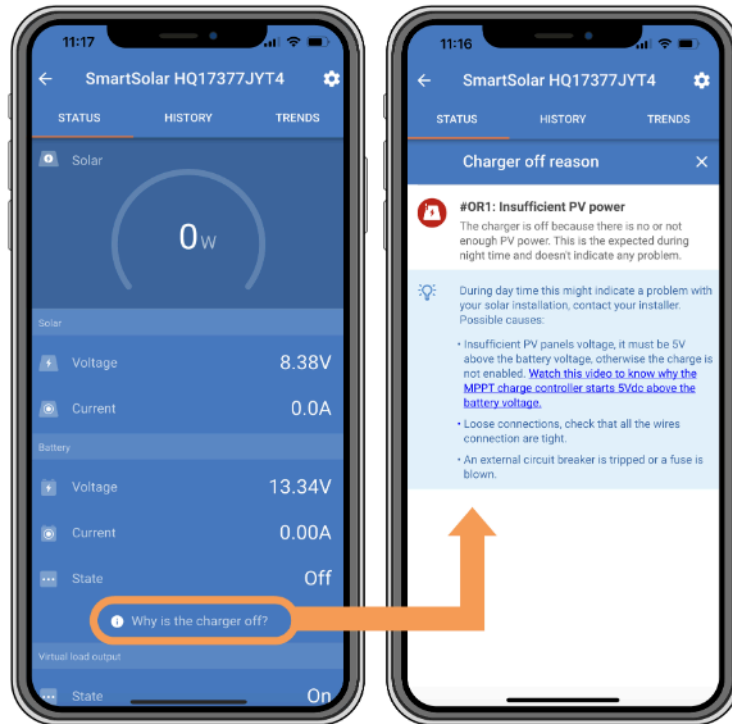 11:17
SmartSolar HQ17377JYT4
STATUS HISTORY TRENDS
Solar
0W
Solar
Voltage 8.38V
Current 0.0A
Battery
Voltage 13.34V
Current 0.00A
State Off
Why is the charger off?
Virtual load output
State On
11:16
SmartSolar HQ17377JYT4
STATUS HISTORY TRENDS
Charger off reason
#OR1: Insufficient PV power
The charger is off because there is no or not
enough PV power. This is the expected during
night time and doesn't indicate any problem.
During day time this might indicate a problem with
your solar installation, contact your installer.
Possible causes:
• Insufficient PV panels voltage, it must be 5V
above the battery voltage, otherwise the charge is
not enabled. Watch this video to know why the
MPPT charge controller starts 5Vdc above the
battery voltage.
• Loose connections, check that all the wires
connection are tight.
• An external circuit breaker is tripped or a fuse is
blown.